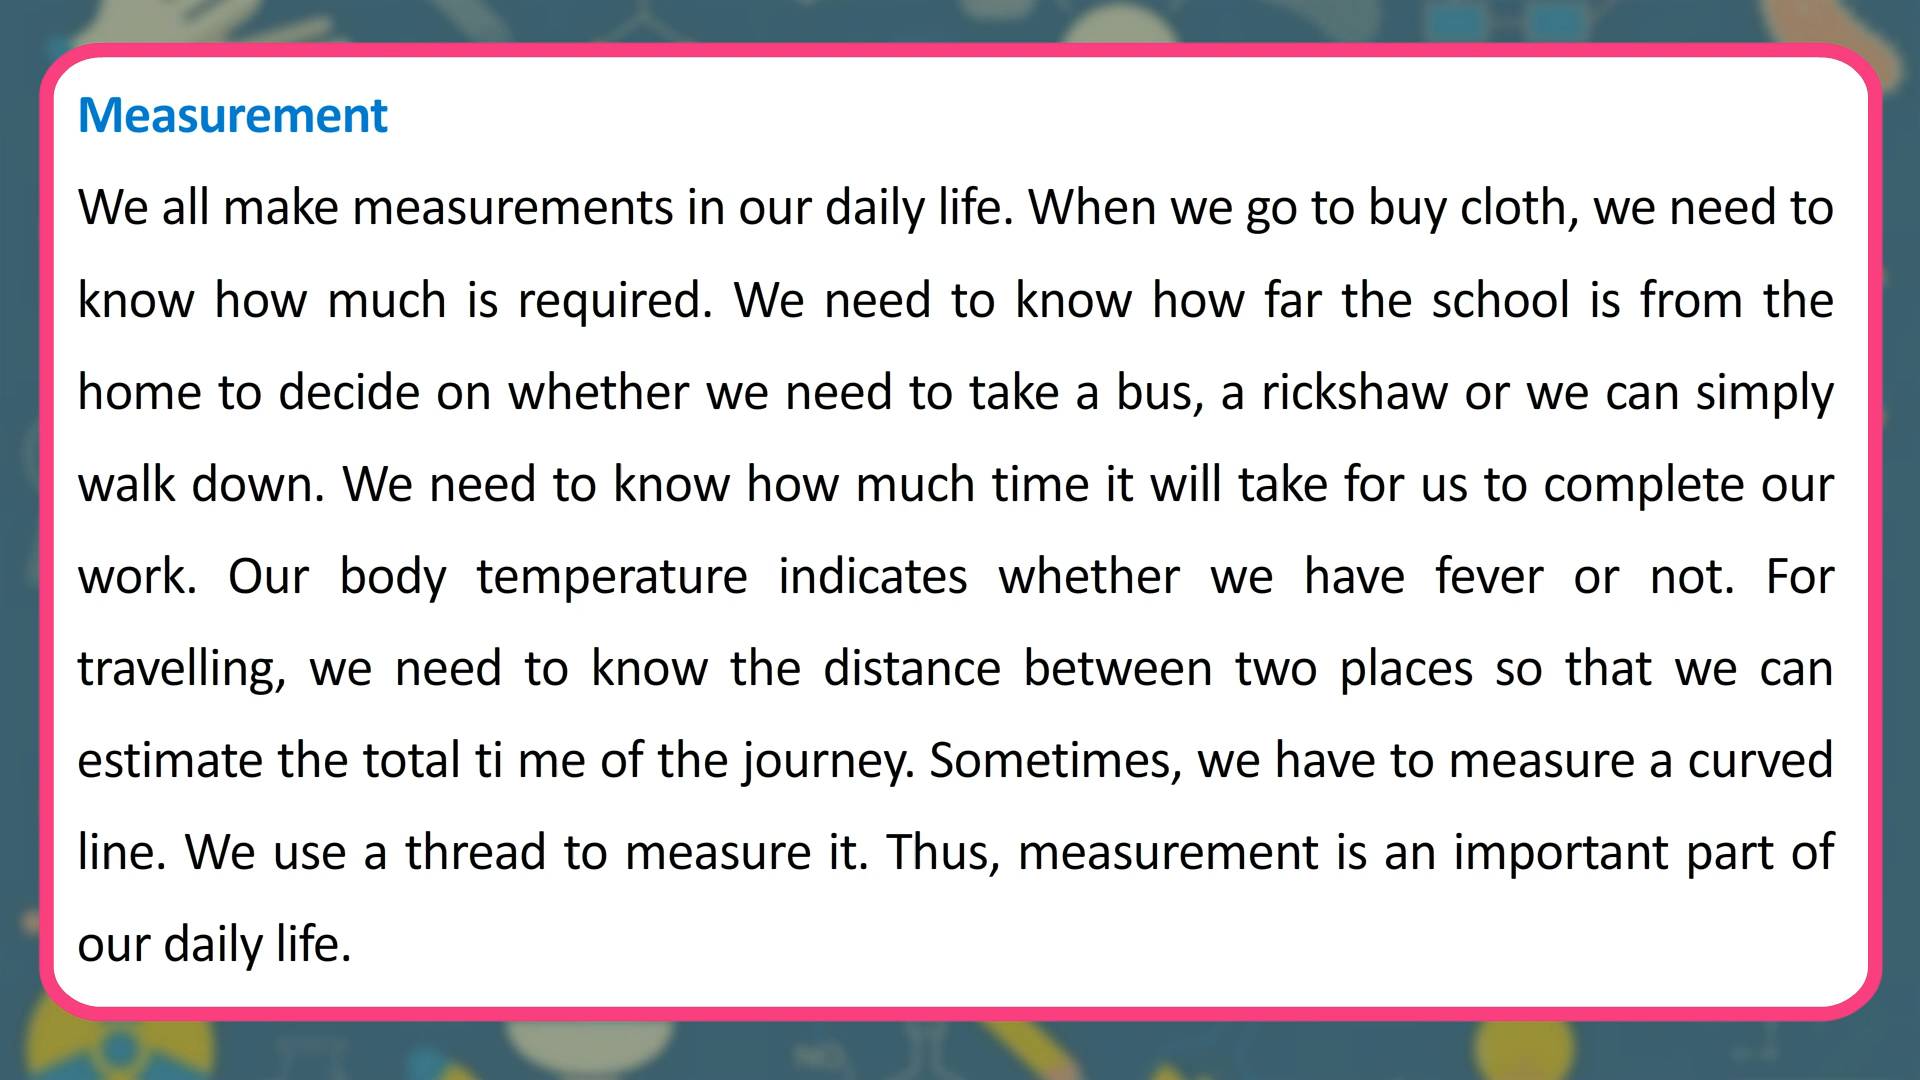 Measurement
We all make measurements in our daily life. When we go to buy cloth, we need to
know how much is required. We need to know how far the school is from the
home to decide on whether we need to take a bus, a rickshaw or we can simply
walk down. We need to know how much time it will take for us to complete our
work. Our body temperature indicates whether we have fever or not. For
travelling, we need to know the distance between two places so that we can
estimate the total ti me of the journey. Sometimes, we have to measure a curved
line. We use a thread to measure it. Thus, measurement is an important part of
our daily life.